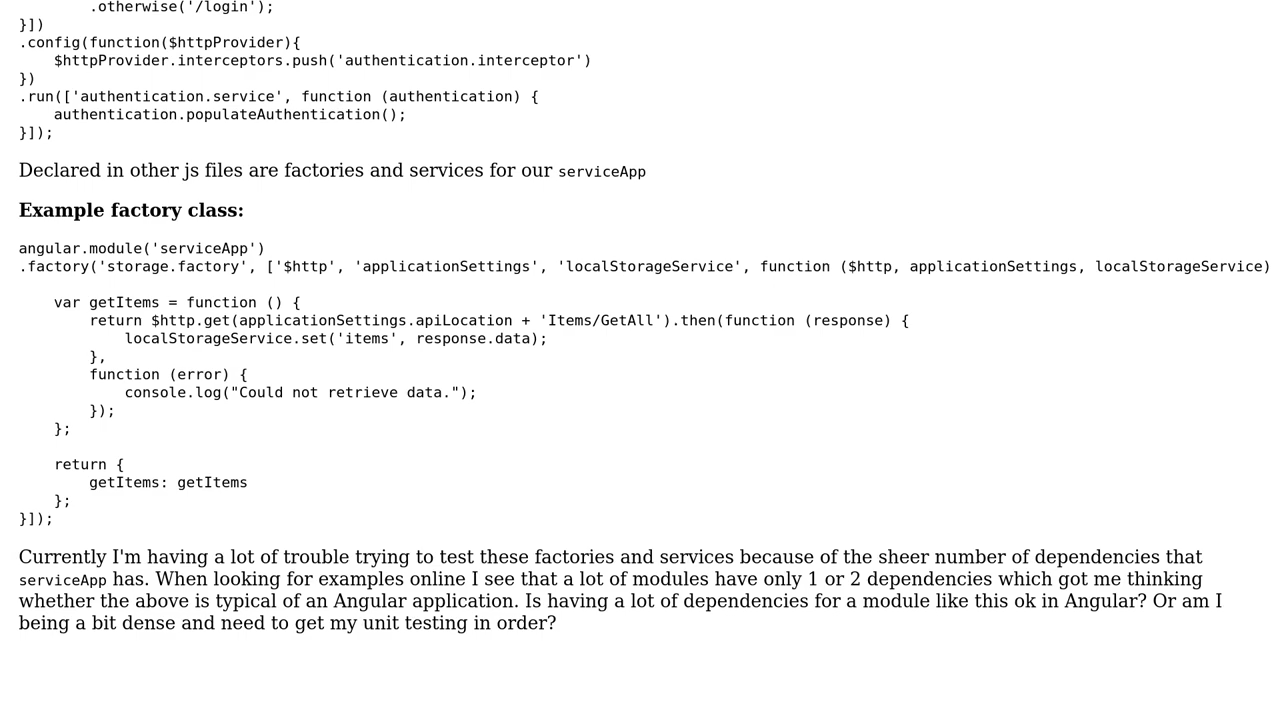 .otherwise('/login');
}])
.config(function($httpProvider){
    $httpProvider.interceptors.push('authentication.interceptor')
})
.run(['authentication.service', function (authentication) {
    authentication.populateAuthentication();
}]);
Declared in other js files are factories and services for our serviceApp
Example factory class:
angular.module('serviceApp')
.factory('storage.factory', ['$http', 'applicationSettings', 'localStorageService', function ($http, applicationSettings, localStorageService)
    var getItems = function () {
        return $http.get(applicationSettings.apiLocation + 'Items/GetAll').then(function (response) {
            localStorageService.set('items', response.data);
        },
        function (error) {
            console.log("Could not retrieve data.");
        });
    };
    return {
        getItems: getItems
    };
}]);
Currently I'm having a lot of trouble trying to test these factories and services because of the sheer number of dependencies that
serviceApp has. When looking for examples online I see that a lot of modules have only 1 or 2 dependencies which got me thinking
whether the above is typical of an Angular application. Is having a lot of dependencies for a module like this ok in Angular? Or am I
being a bit dense and need to get my unit testing in order?